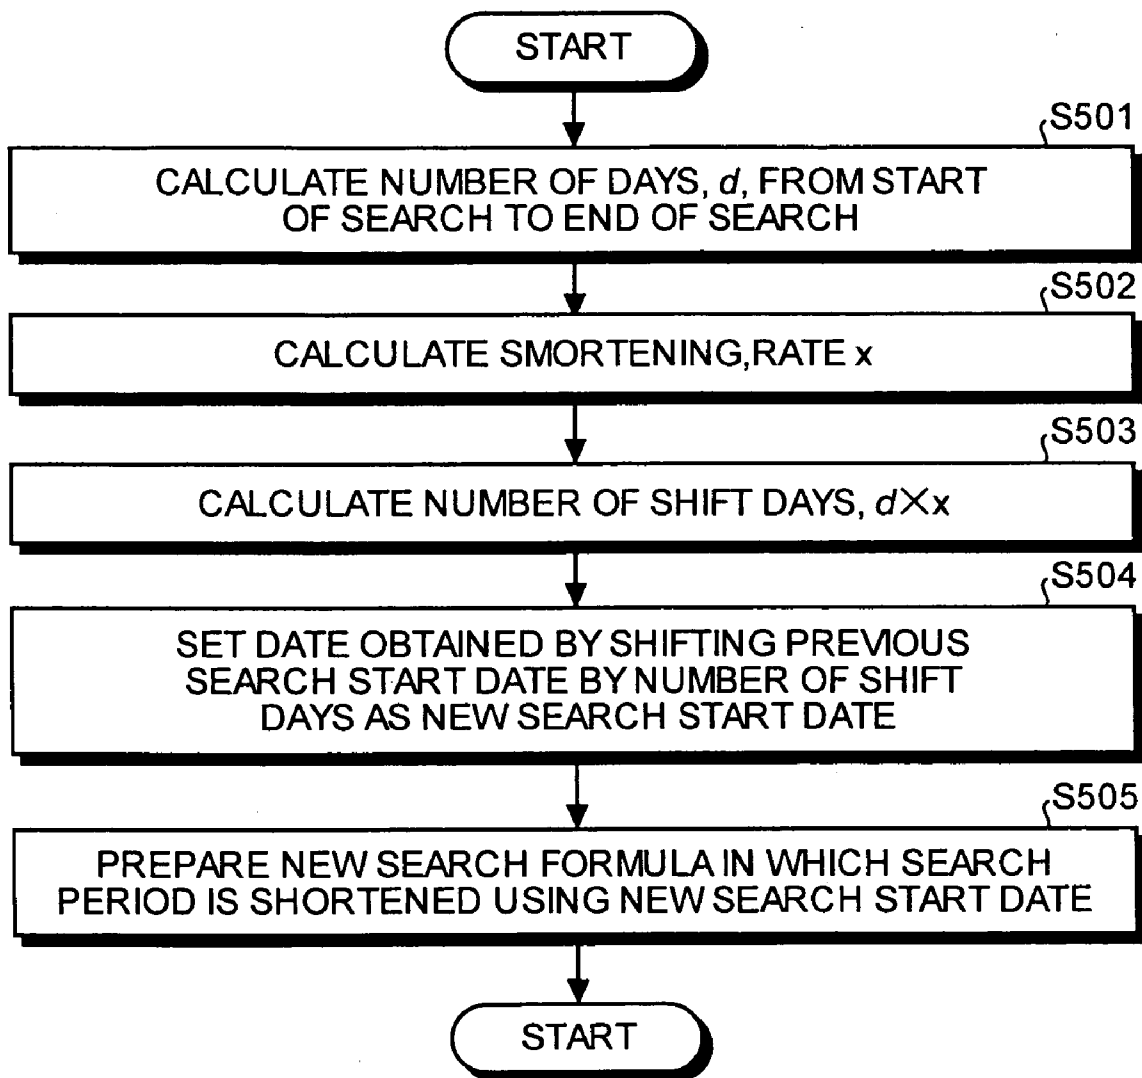 START
S501
CALCULATE NUMBER OF DAYS, d, FROM START
OF SEARCH TO END OF SEARCH
S502
CALCULATE SMORTENING,RATE x
S503
CALCULATE NUMBER OF SHIFT DAYS, d×x
S504
SET DATE OBTAINED BY SHIFTING PREVIOUS
SEARCH START DATE BY NUMBER OF SHIFT
DAYS AS NEW SEARCH START DATE
S505
PREPARE NEW SEARCH FORMULA IN WHICH SEARCH
PERIOD IS SHORTENED USING NEW SEARCH START DATE
START